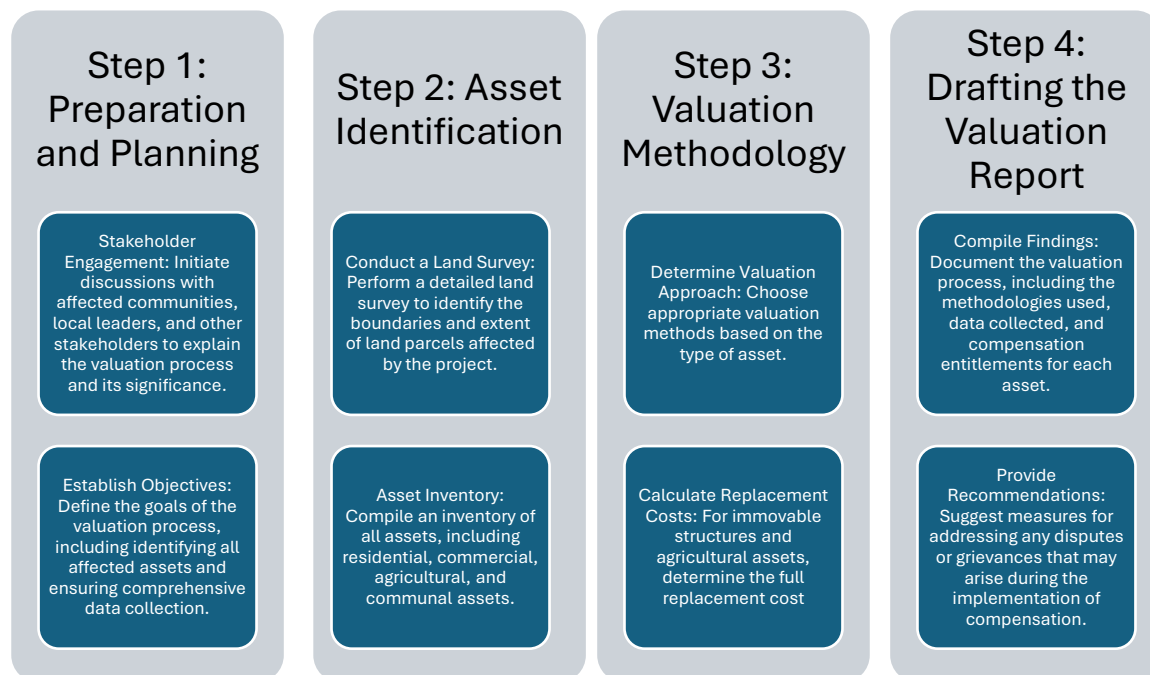 Step 1:
Preparation
and Planning
Stakeholder
Engagement: Initiate
discussions with
affected communities,
local leaders, and other
stakeholders to explain
the valuation process
and its significance.
Establish Objectives:
Define the goals of the
valuation process,
including identifying all
affected assets and
ensuring comprehensive
data collection.
Step 2: Asset
Identification
Conduct a Land Survey:
Perform a detailed land
survey to identify the
boundaries and extent
of land parcels affected
by the project.
Asset Inventory:
Compile an inventory of
all assets, including
residential, commercial,
agricultural, and
communal assets.
Step 3:
Valuation
Methodology
Determine Valuation
Approach: Choose
appropriate valuation
methods based on the
type of asset.
Calculate Replacement
Costs: For immovable
structures and
agricultural assets,
determine the full
replacement cost
Step 4:
Drafting the
Valuation
Report
Compile Findings:
Document the valuation
process, including the
methodologies used,
data collected, and
compensation
entitlements for each
asset.
Provide
Recommendations:
Suggest measures for
addressing any disputes
or grievances that may
arise during the
implementation of
compensation.